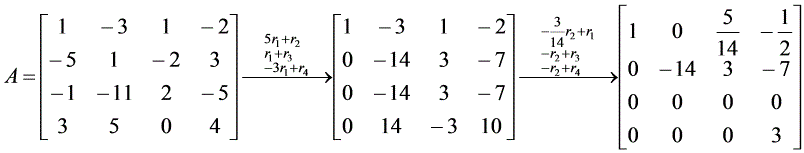 A = [1 -3 1 -2; -5 1 -2 3; -1 -11 2 -5; 3 5 0 4] 5r₁+r₂ r₁+r₃ -3r₁+r₄ → [1 -3 1 -2; 0 -14 3 -7; 0 -14 3 -7; 0 14 -3 10] -3/14 r₂+r₁ -r₂+r₃ -r₂+r₄ → [1 0 5/14 -1/2; 0 -14 3 -7; 0 0 0 0; 0 0 0 3]